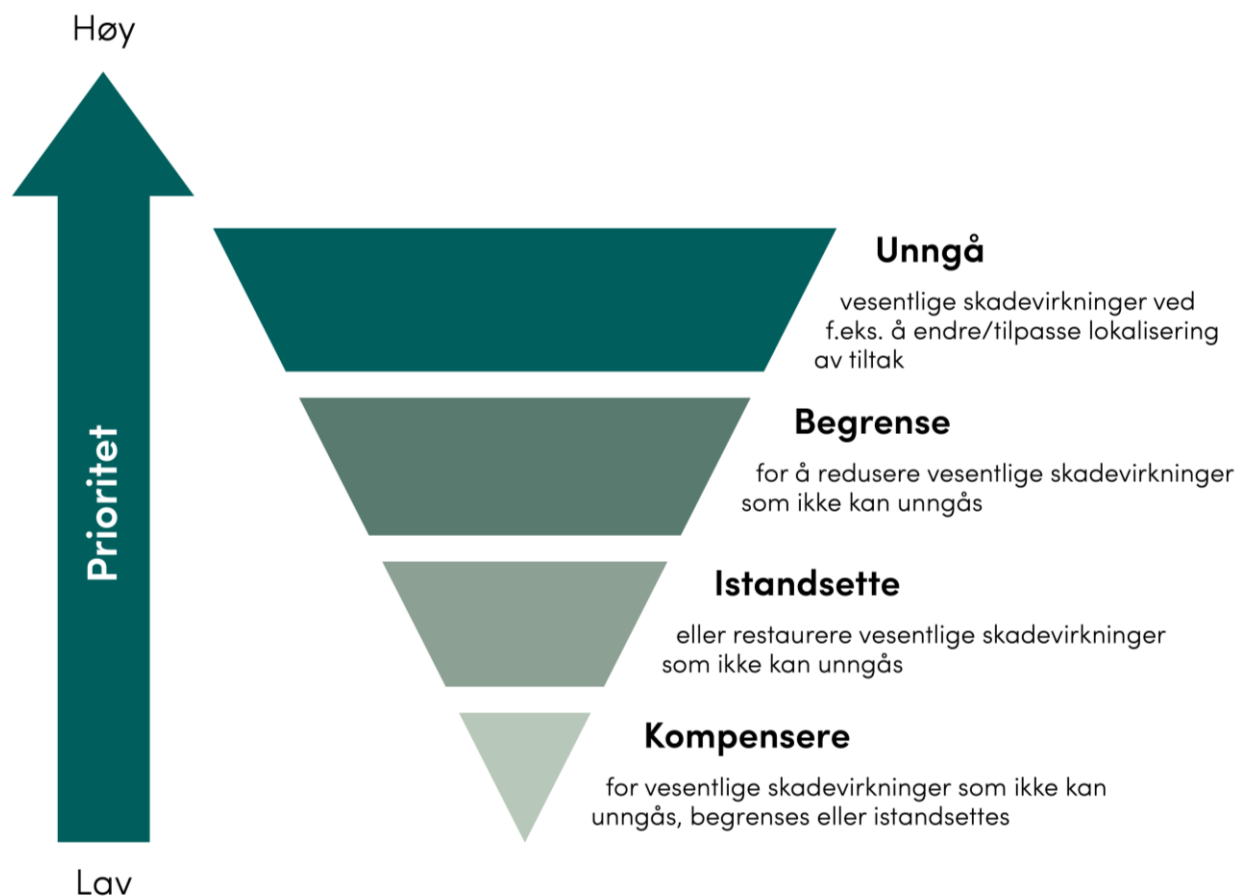 Høy
Prioritet
Lav
Unngå
vesentlige skadevirkninger ved
f.eks. å endre/tilpasse lokalisering
av tiltak
Begrense
for å redusere vesentlige skadevirkninger
som ikke kan unngås
Istandsette
eller restaurere vesentlige skadevirkninger
som ikke kan unngås
Kompensere
for vesentlige skadevirkninger som ikke kan
unngås, begrenses eller istandsettes